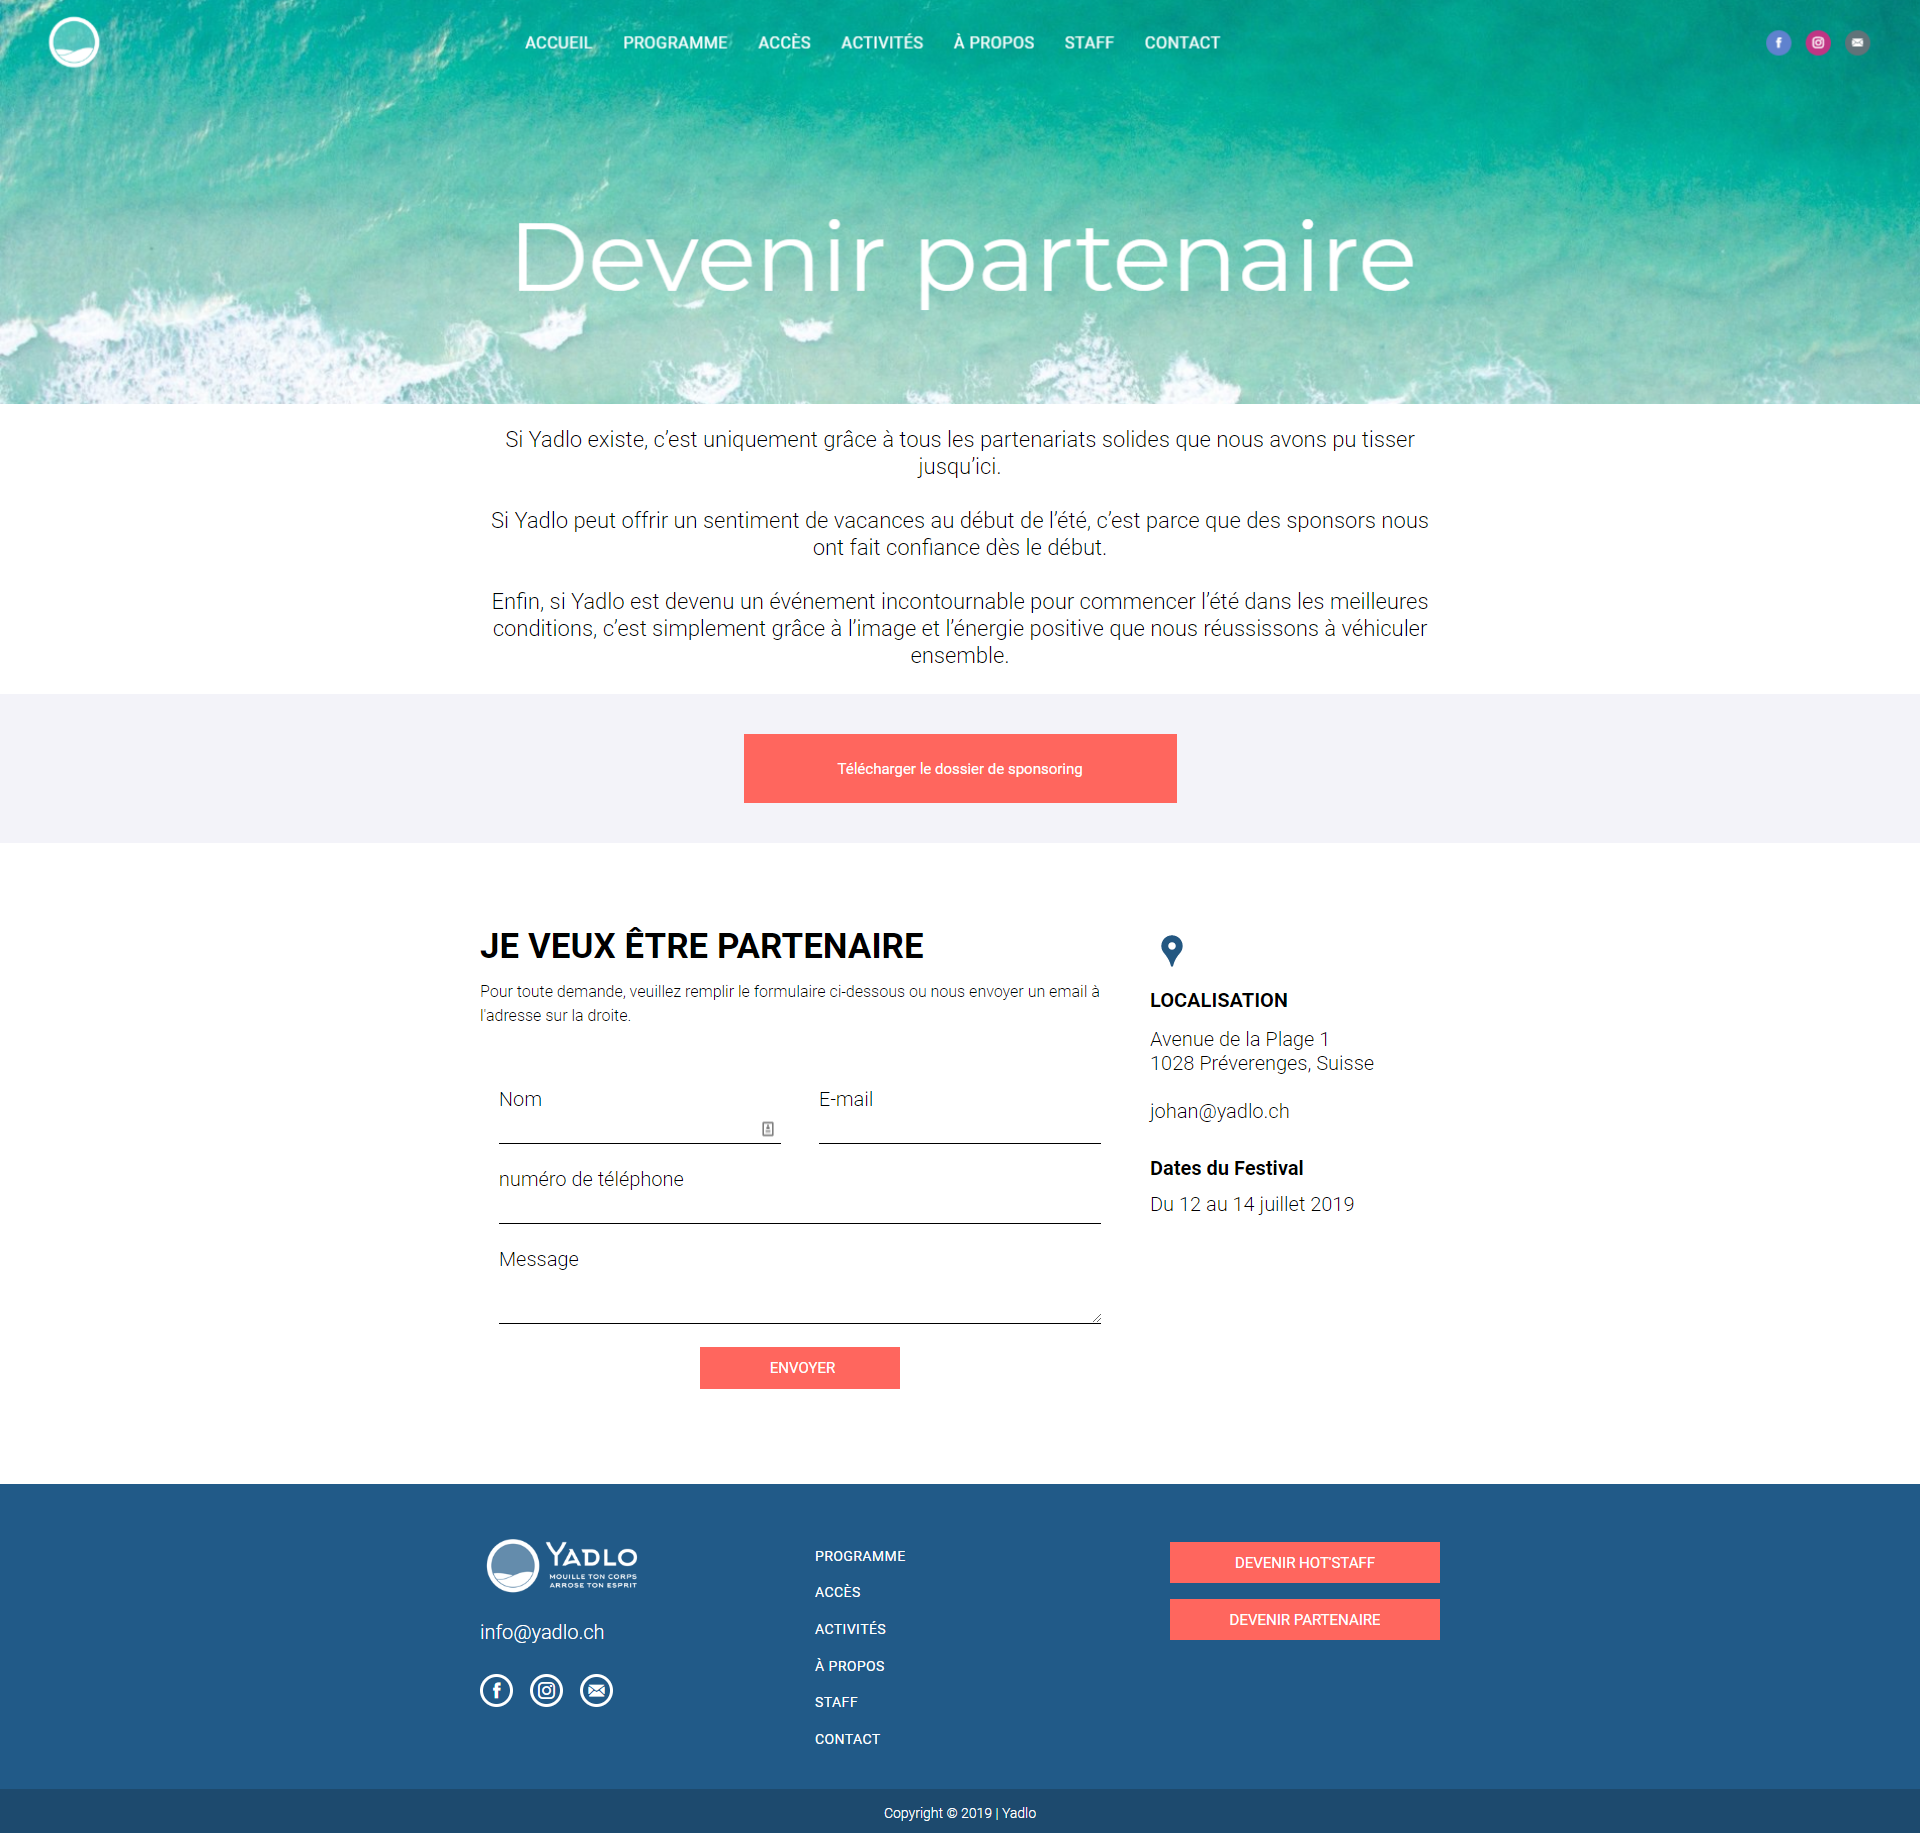 ACCUEIL PROGRAMME ACCÈS ACTIVITÉS À PROPOS STAFF CONTACT
Devenir partenaire
Si Yadlo existe, c’est uniquement grâce à tous les partenariats solides que nous avons pu tisser
jusqu’ici.
Si Yadlo peut offrir un sentiment de vacances au début de l’été, c’est parce que des sponsors nous
ont fait confiance dès le début.
Enfin, si Yadlo est devenu un événement incontournable pour commencer l’été dans les meilleures
conditions, c’est simplement grâce à l’image et l’énergie positive que nous réussissons à véhiculer
ensemble.
Télécharger le dossier de sponsoring
JE VEUX ÊTRE PARTENAIRE
Pour toute demande, veuillez remplir le formulaire ci-dessous ou nous envoyer un email à
l'adresse sur la droite.
Nom
E-mail
numéro de téléphone
Message
ENVOYER
LOCALISATION
Avenue de la Plage 1
1028 Préverenges, Suisse
johan@yadlo.ch
Dates du Festival
Du 12 au 14 juillet 2019
YADLO
MOUILLE TON CORPS
ARROSE TON ESPRIT
info@yadlo.ch
PROGRAMME
ACCÈS
ACTIVITÉS
À PROPOS
STAFF
CONTACT
DEVENIR HOT'STAFF
DEVENIR PARTENAIRE
Copyright © 2019 | Yadlo